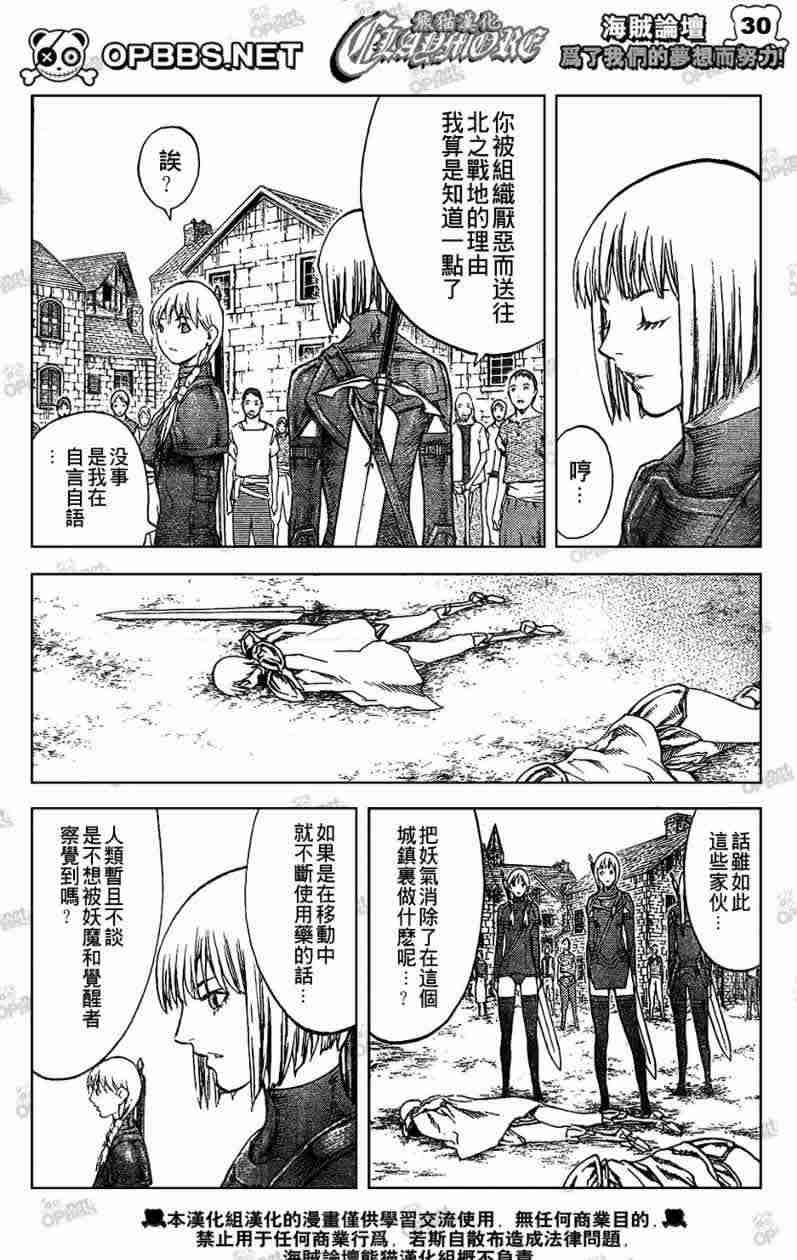 OPBBS.NET
熊猫漢化
CLAYMORE
海賊論壇
爲了我們的夢想而努力!
30
哼…
你被組織厭惡而送往
北之戰地的理由
我算是知道一點了
誒？
没事
是我在
自言自語
…
話雖如此
這些家伙…
把妖氣消除了在這個
城鎮裏做什麽呢…？
如果是在移動中
就不斷使用藥的話…
人類暫且不談
是不想被妖魔和覺醒者
察覺到嗎？
本漢化組漢化的漫畫僅供學習交流使用．無任何商業目的．
禁止用于任何商業行爲．若斯自散布造成法律問題．
海賊論壇熊猫漢化組概不負責